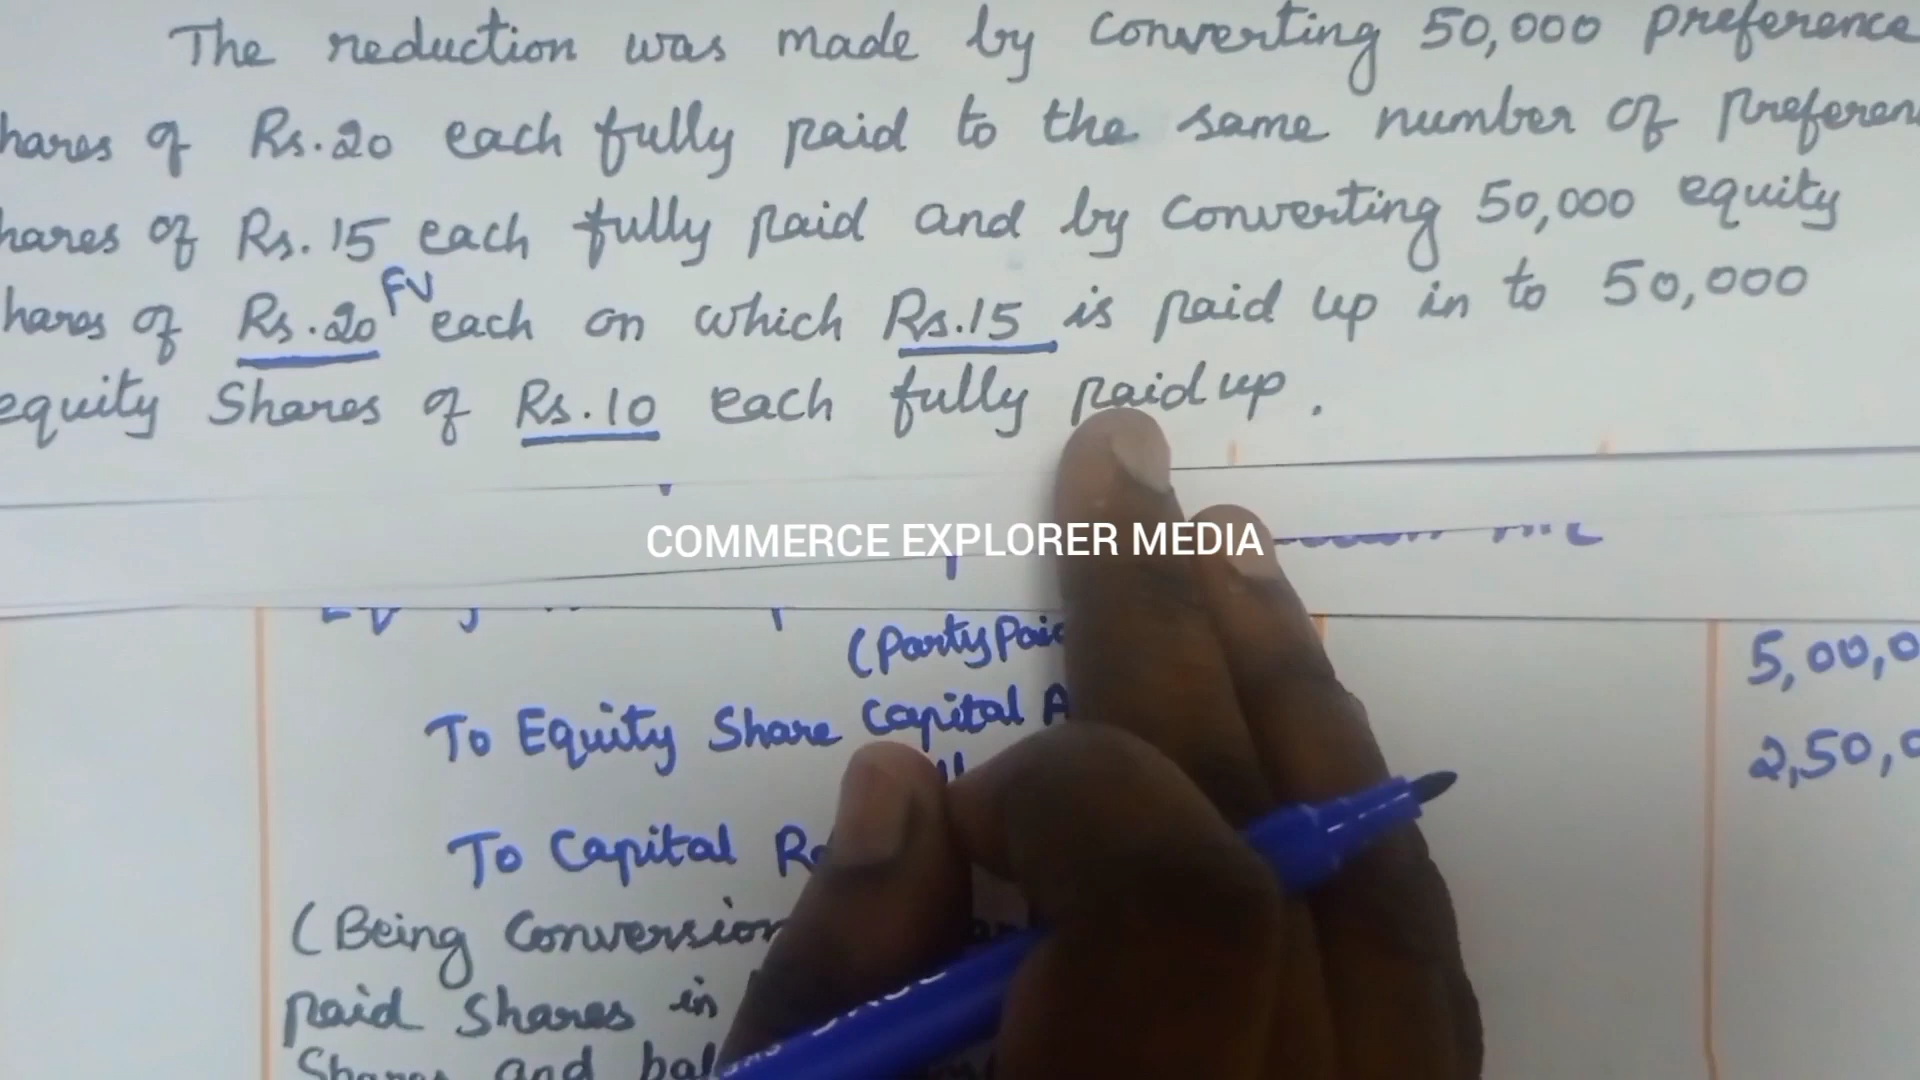 The reduction was made by converting 50,000 preference
hares of Rs.20 each fully paid to the same number of preferen
hares of Rs.15 each fully paid and by converting 50,000 equity
hares of Rs.20 FV each on which Rs.15 is paid up in to 50,000
equity Shares of Rs.10 each fully paid up.
COMMERCE EXPLORER MEDIA
(Partly Paid
5,00,0
To Equity Share Capital A
2,50,0
To Capital Re
(Being Conversion
paid Shares in
Shares and bal